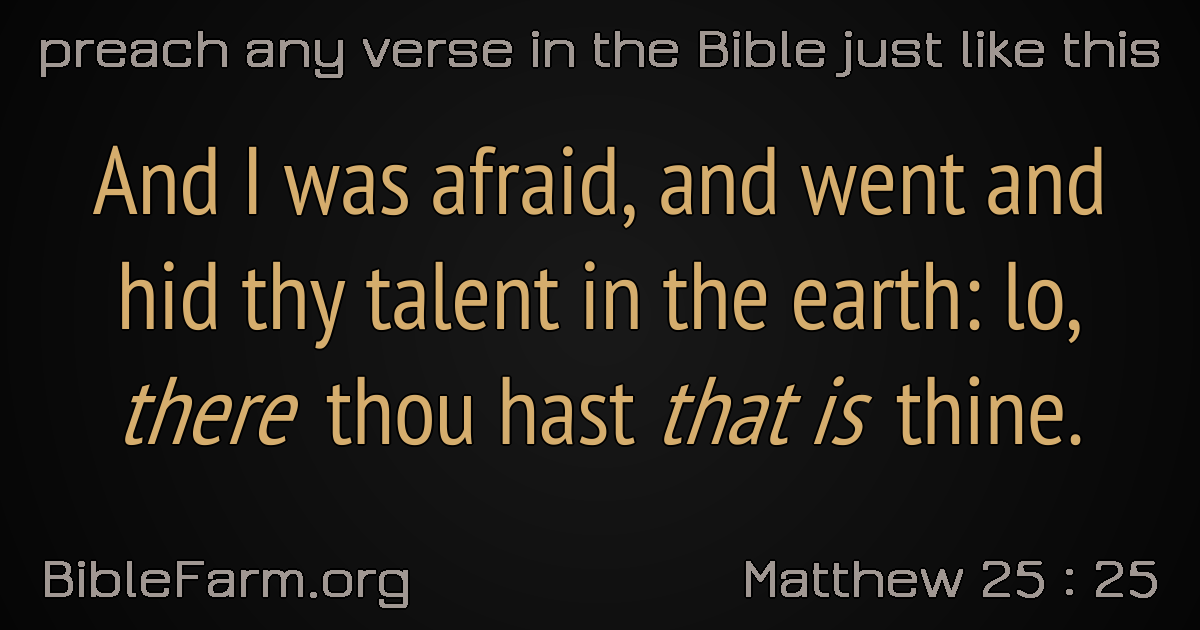 preach any verse in the Bible just like this
And I was afraid, and went and
hid thy talent in the earth: lo,
there thou hast that is thine.
BibleFarm.org
Matthew 25 : 25